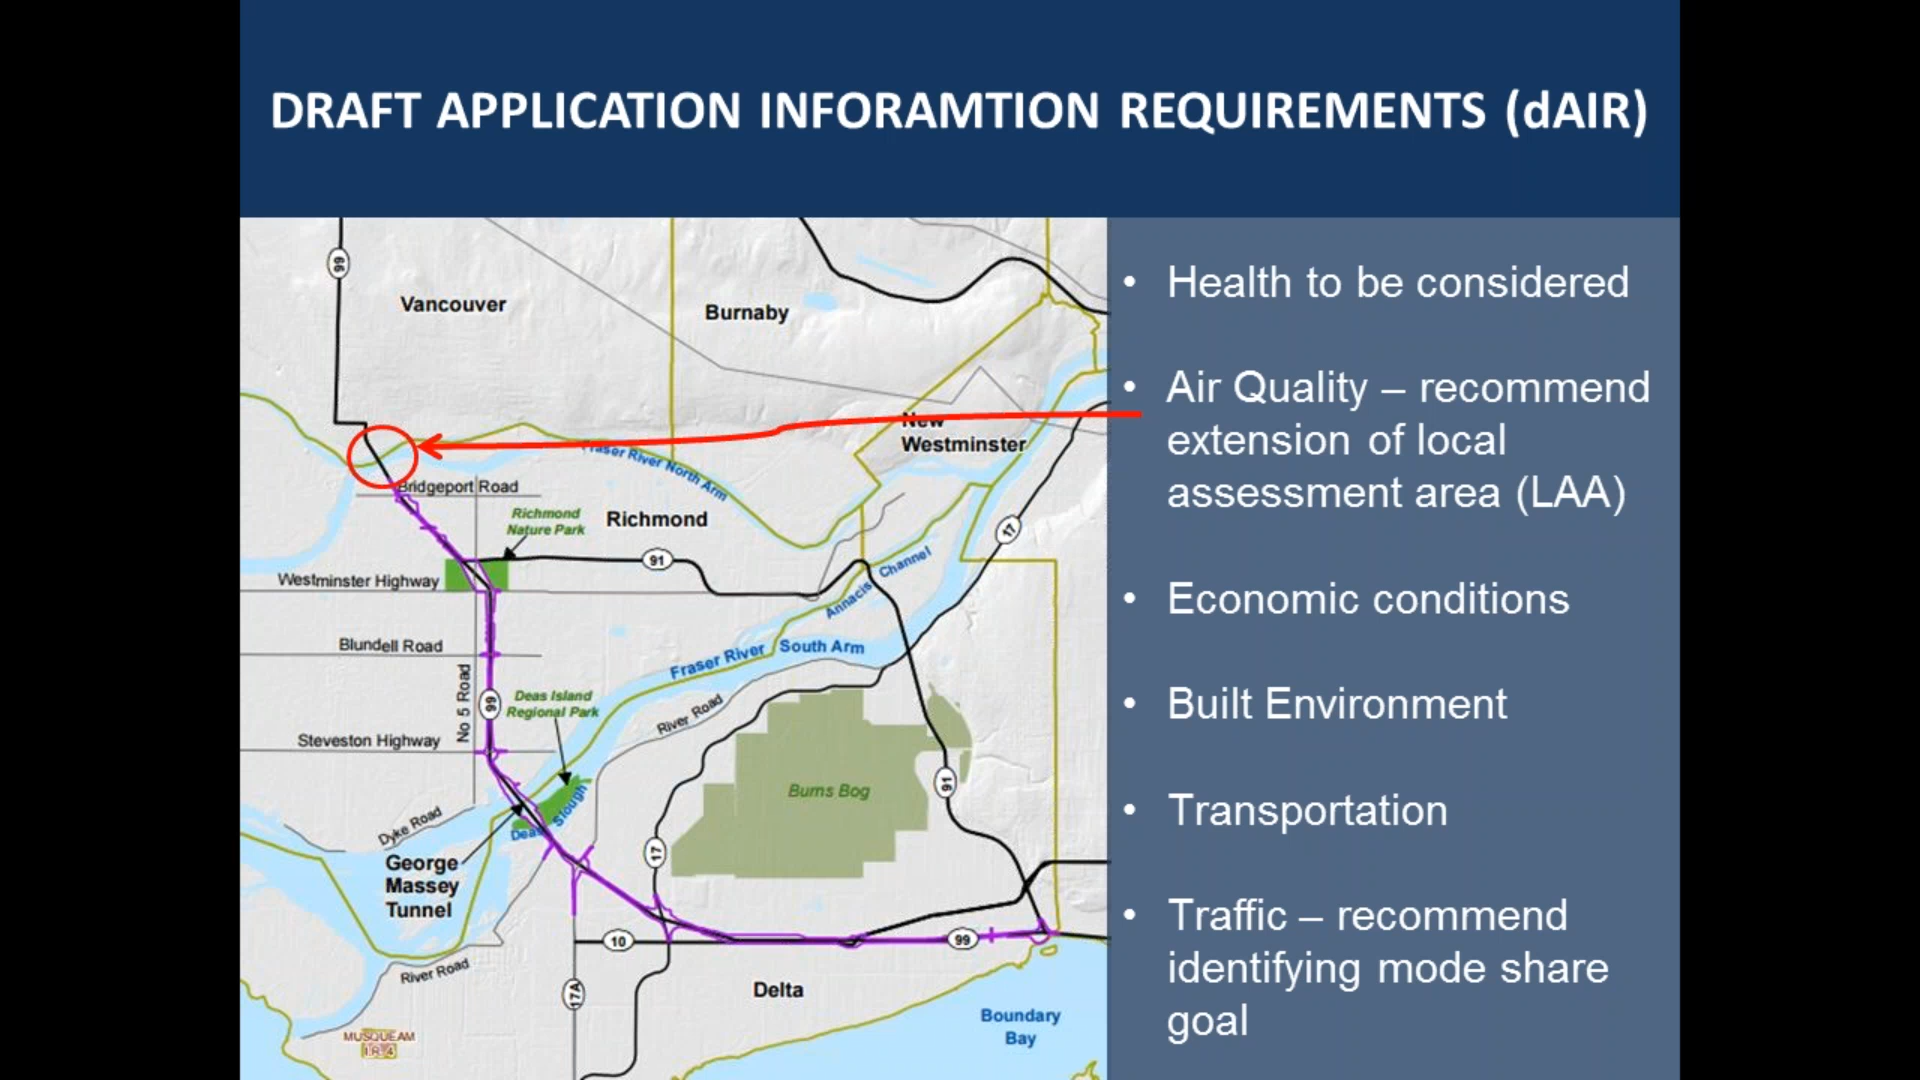 DRAFT APPLICATION INFORAMTION REQUIREMENTS (dAIR)
99
Vancouver
Burnaby
New
Westminster
Fraser River North Arm
Bridgeport Road
Richmond
Nature Park
Richmond
91
17
Westminster Highway
Annacis Channel
Blundell Road
Fraser River South Arm
No 5 Road
99
Deas Island
Regional Park
River Road
Steveston Highway
Burns Bog
91
Deas Slough
Dyke Road
George
Massey
Tunnel
17
10
99
River Road
17A
Delta
Boundary
Bay
MUSQUEAM
I.R. 4
• Health to be considered
• Air Quality – recommend
extension of local
assessment area (LAA)
• Economic conditions
• Built Environment
• Transportation
• Traffic – recommend
identifying mode share
goal